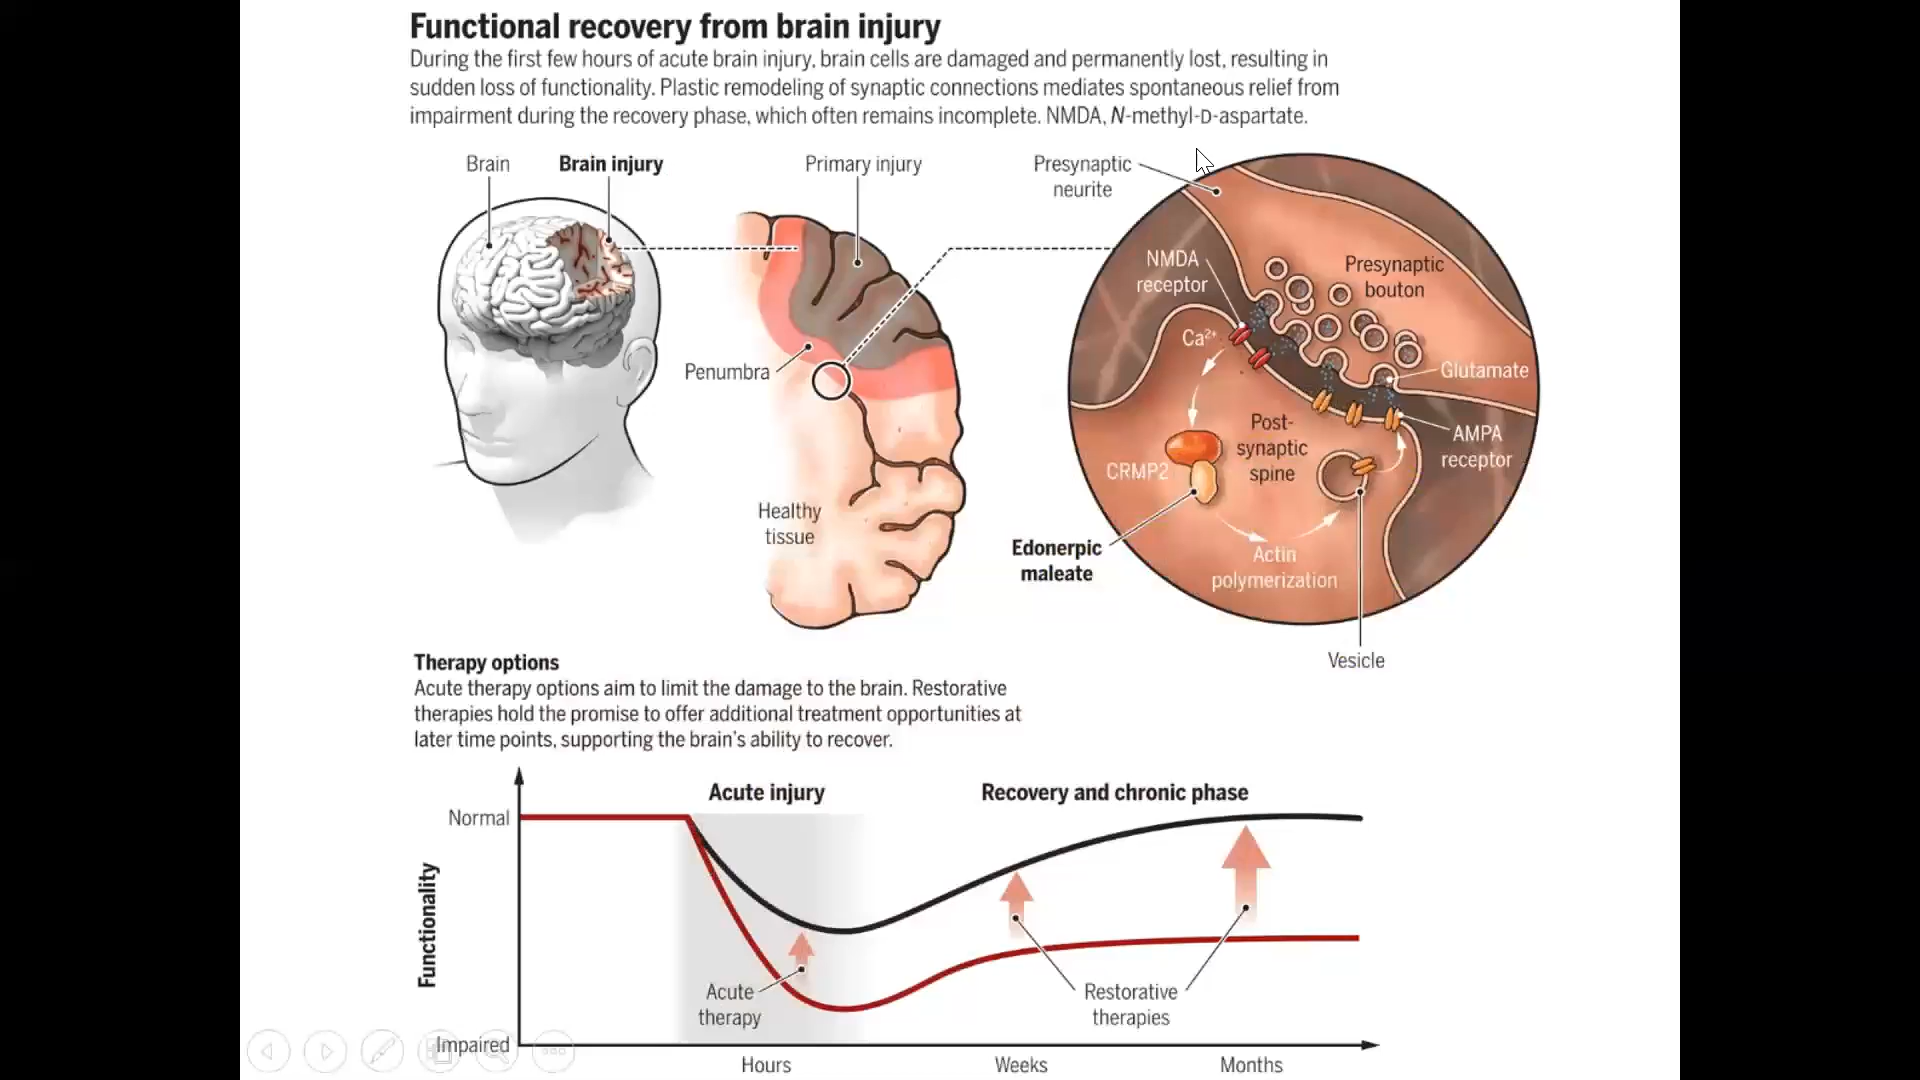 Functional recovery from brain injury
During the first few hours of acute brain injury, brain cells are damaged and permanently lost, resulting in
sudden loss of functionality. Plastic remodeling of synaptic connections mediates spontaneous relief from
impairment during the recovery phase, which often remains incomplete. NMDA, N-methyl-D-aspartate.
Brain
Brain injury
Primary injury
Presynaptic
neurite
NMDA
receptor
Presynaptic
bouton
Ca2+
Penumbra
Glutamate
Post-
synaptic
spine
AMPA
receptor
CRMP2
Healthy
tissue
Edonerpic
maleate
Actin
polymerization
Vesicle
Therapy options
Acute therapy options aim to limit the damage to the brain. Restorative
therapies hold the promise to offer additional treatment opportunities at
later time points, supporting the brain's ability to recover.
Acute injury
Recovery and chronic phase
Normal
Functionality
Acute
therapy
Restorative
therapies
Impaired
Hours
Weeks
Months